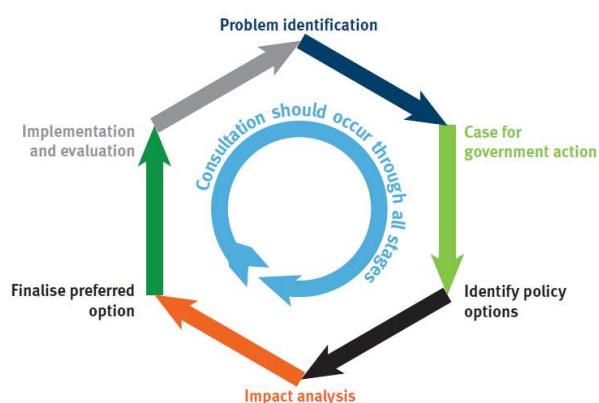 Problem identification
Case for
government action
Identify policy
options
Impact analysis
Finalise preferred
option
Implementation
and evaluation
Consultation should occur through all stages